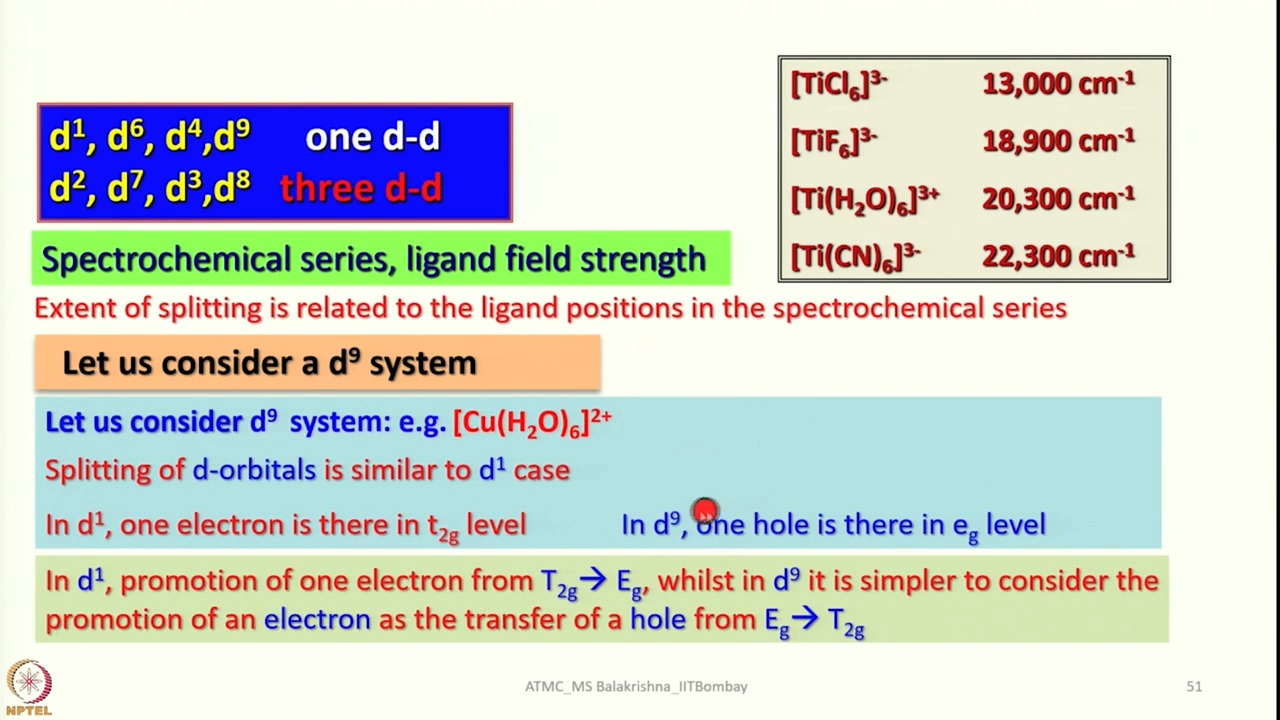 d¹, d⁶, d⁴,d⁹ one d-d
d², d⁷, d³,d⁸ three d-d
[TiCl₆]³⁻ 13,000 cm⁻¹
[TiF₆]³⁻ 18,900 cm⁻¹
[Ti(H₂O)₆]³⁺ 20,300 cm⁻¹
[Ti(CN)₆]³⁻ 22,300 cm⁻¹
Spectrochemical series, ligand field strength
Extent of splitting is related to the ligand positions in the spectrochemical series
Let us consider a d⁹ system
Let us consider d⁹ system: e.g. [Cu(H₂O)₆]²⁺
Splitting of d-orbitals is similar to d¹ case
In d¹, one electron is there in t₂g level In d⁹, one hole is there in eg level
In d¹, promotion of one electron from T₂g→ Eg, whilst in d⁹ it is simpler to consider the
promotion of an electron as the transfer of a hole from Eg→ T₂g
NPTEL
ATMC_MS Balakrishna_IITBombay
51